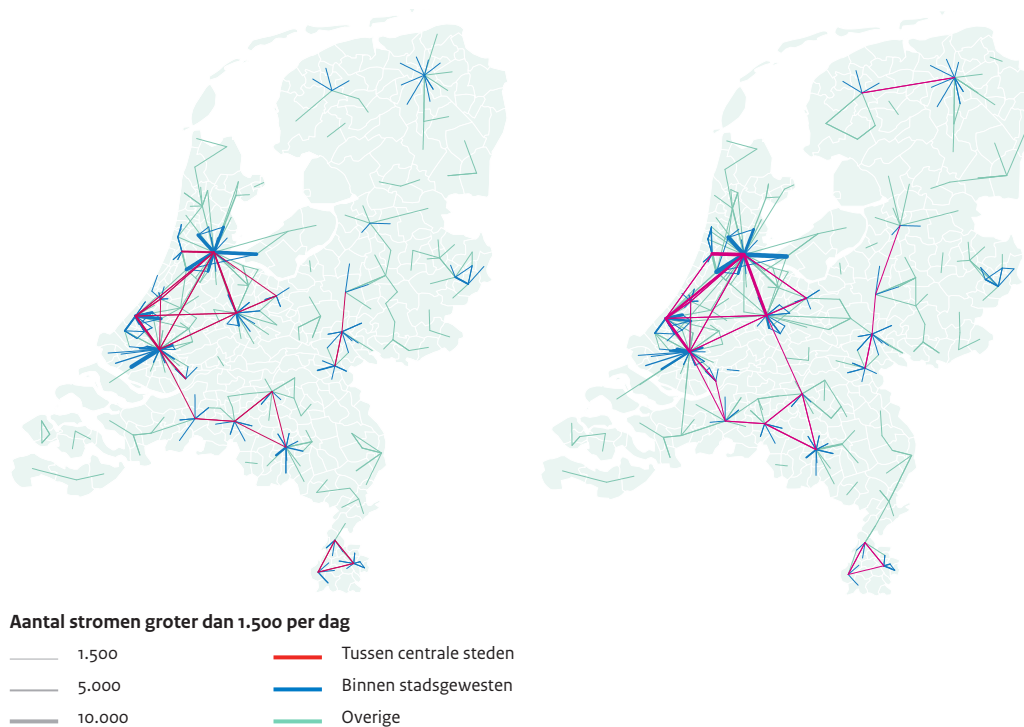 Aantal stromen groter dan 1.500 per dag
1.500
5.000
10.000
Tussen centrale steden
Binnen stadsgewesten
Overige